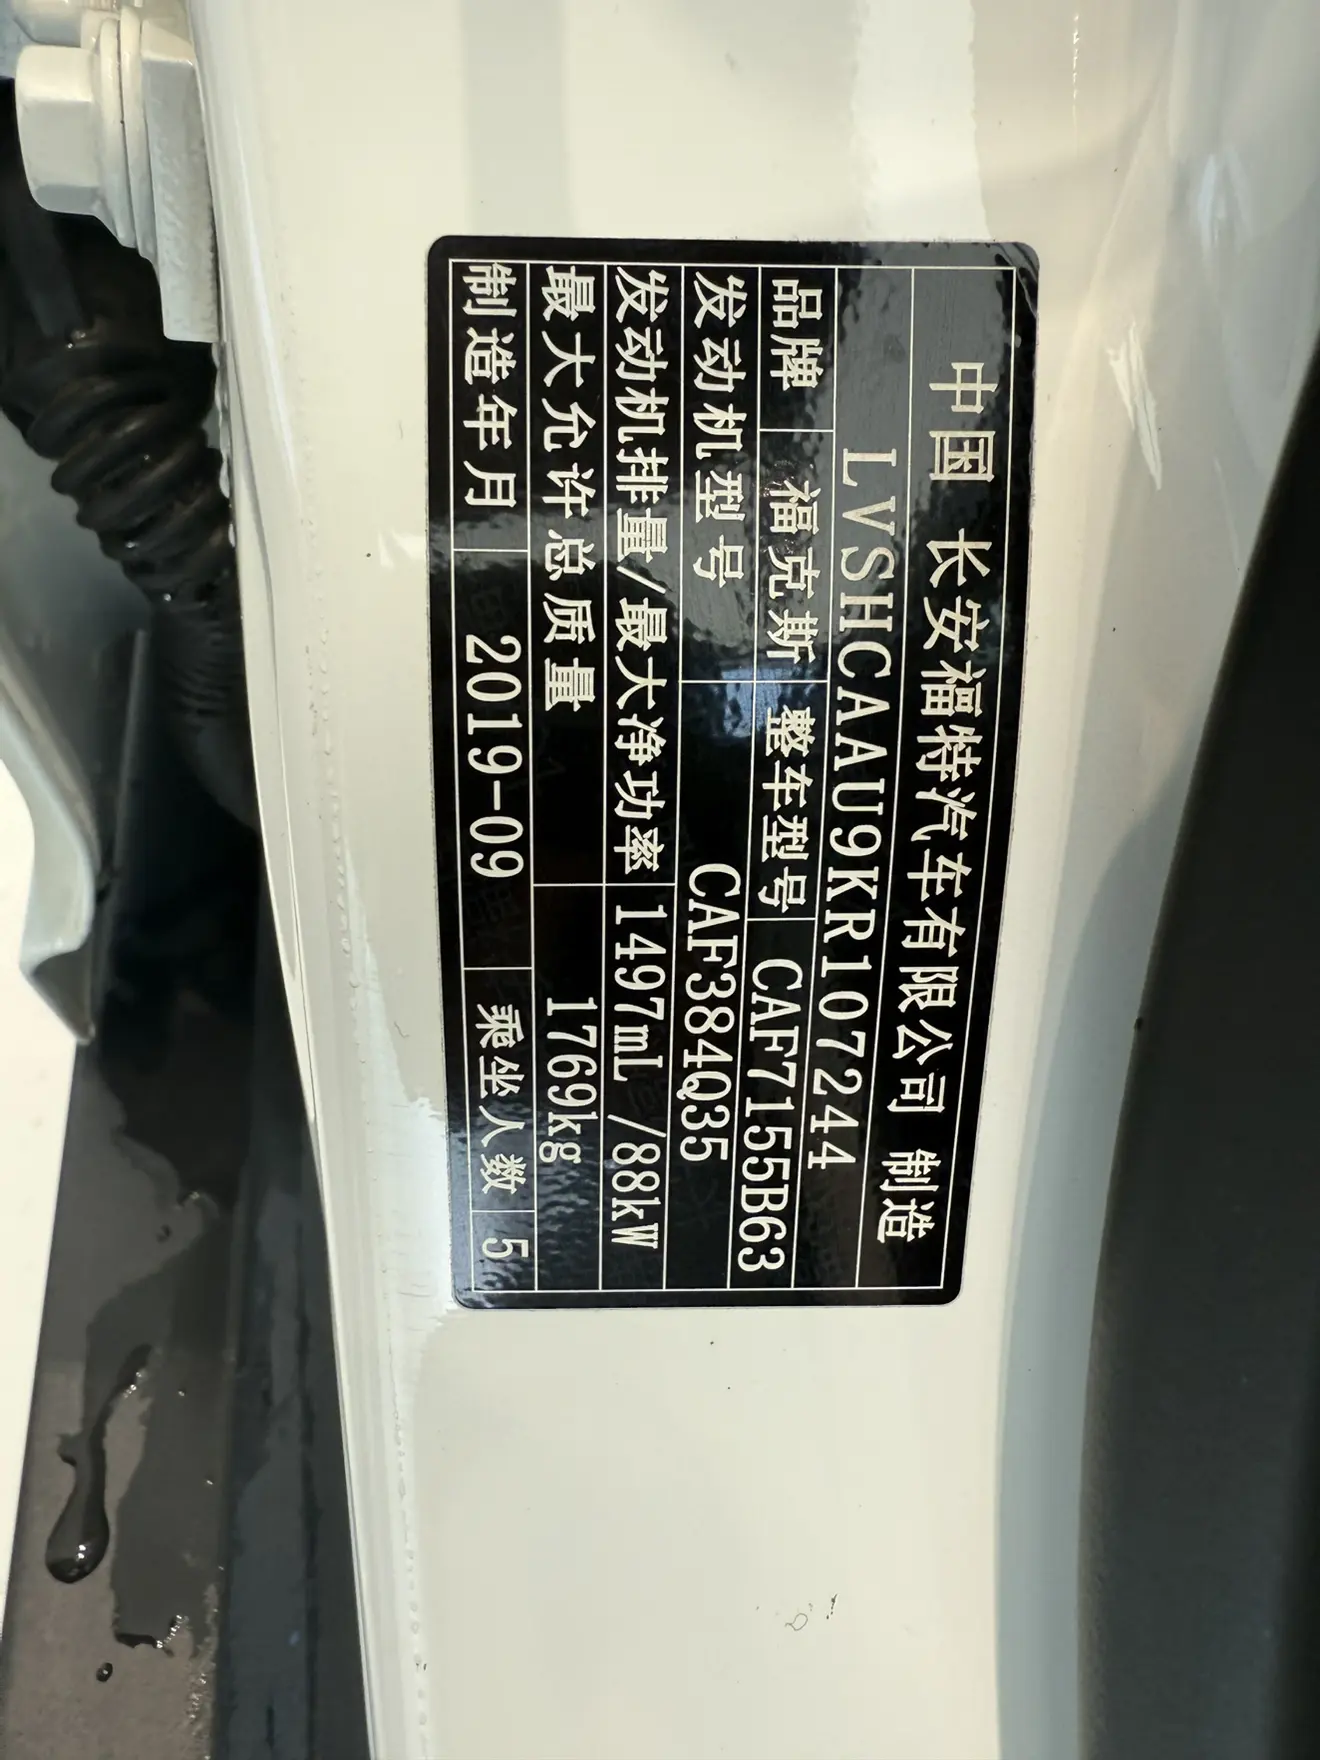 中国 长安福特汽车有限公司 制造
LVSHCAAU9KR107244
品牌 福克斯 整车型号 CAF7155B63
发动机型号 CAF384Q35
发动机排量/最大净功率 1497mL /88kW
最大允许总质量 1769kg
制造年月 2019-09 乘坐人数 5